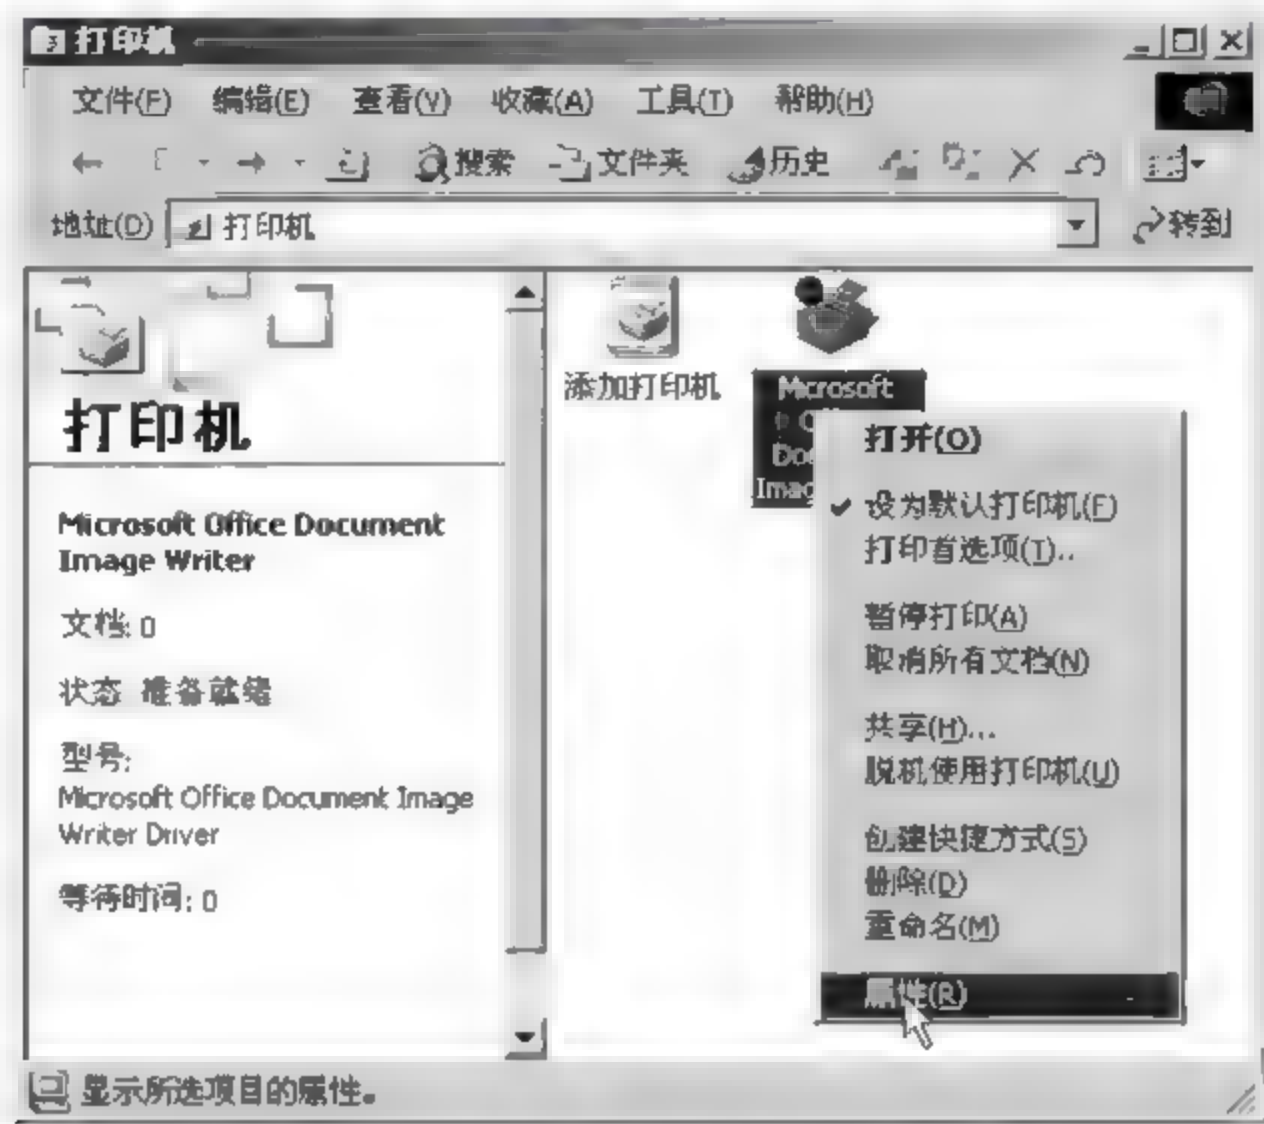 打印机
文件(F) 编辑(E) 查看(V) 收藏(A) 工具(T) 帮助(H)
搜索 文件夹 历史
地址(D) 打印机 转到
打印机
Microsoft Office Document
Image Writer
文档: 0
状态: 准备就绪
型号:
Microsoft Office Document Image
Writer Driver
等待时间: 0
添加打印机
Microsoft
打开(O)
设为默认打印机(F)
打印首选项(T)...
暂停打印(A)
取消所有文档(N)
共享(H)...
脱机使用打印机(U)
创建快捷方式(S)
删除(D)
重命名(M)
属性(R)
显示所选项目的属性。